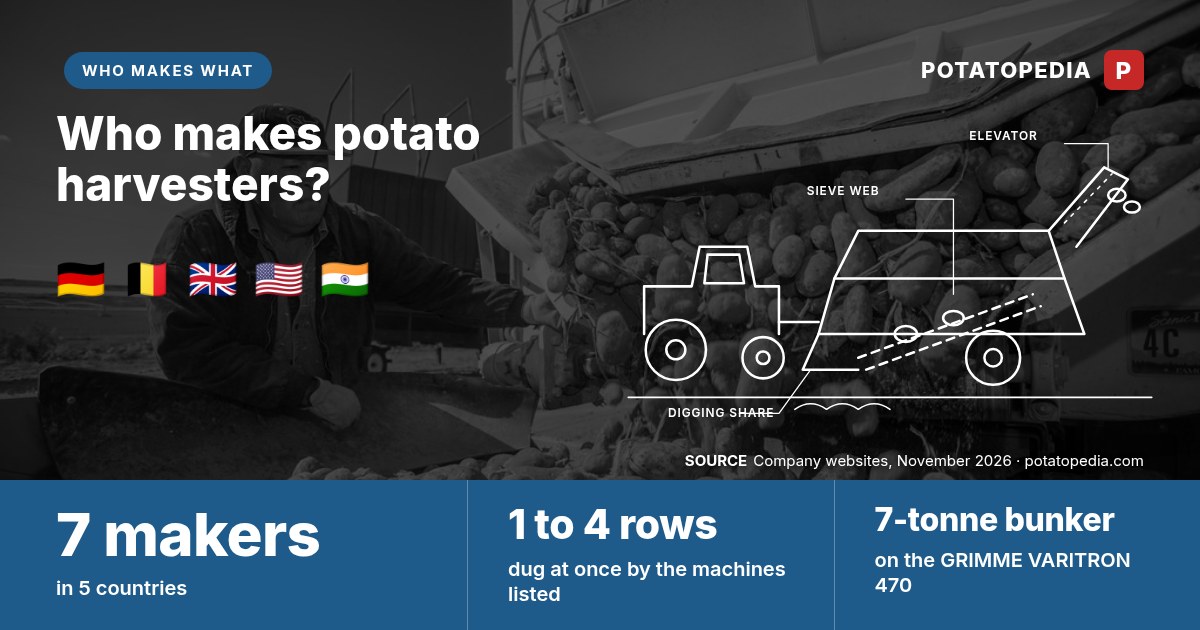 WHO MAKES WHAT
POTATOPEDIA P
Who makes potato
harvesters?
ELEVATOR
SIEVE WEB
DIGGING SHARE
4C
SOURCE Company websites, November 2026 · potatopedia.com
7 makers
in 5 countries
1 to 4 rows
dug at once by the machines
listed
7-tonne bunker
on the GRIMME VARITRON
470